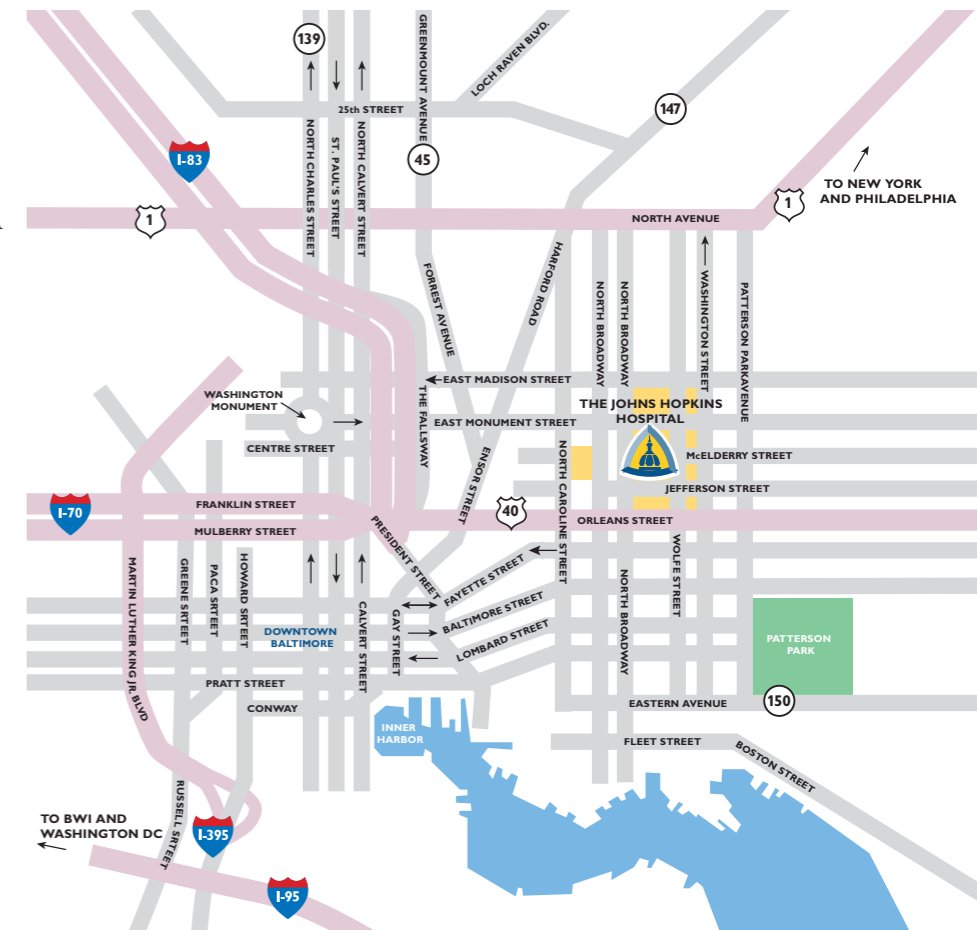 139
GREENMOUNT AVENUE
LOCH RAVEN BLVD.
25th STREET
147
I-83
NORTH CHARLES STREET
ST. PAUL'S STREET
NORTH CALVERT STREET
45
TO NEW YORK
AND PHILADELPHIA
1
1
NORTH AVENUE
FORREST AVENUE
HARFORD ROAD
NORTH BROADWAY
NORTH BROADWAY
WASHINGTON STREET
PATTERSON PARKAVENUE
EAST MADISON STREET
WASHINGTON
MONUMENT
THE FALLSWAY
THE JOHNS HOPKINS
HOSPITAL
EAST MONUMENT STREET
CENTRE STREET
ENSOR STREET
NORTH CAROLINE STREET
McELDERRY STREET
JEFFERSON STREET
I-70
FRANKLIN STREET
40
ORLEANS STREET
MULBERRY STREET
PRESIDENT STREET
MARTIN LUTHER KING JR. BLVD
GREENE SRTEET
PACA SRTEET
HOWARD SRTEET
FAYETTE STREET
WOLFE STREET
NORTH BROADWAY
BALTIMORE STREET
DOWNTOWN
BALTIMORE
CALVERT STREET
GAY STREET
LOMBARD STREET
PATTERSON
PARK
PRATT STREET
CONWAY
EASTERN AVENUE
150
INNER
HARBOR
FLEET STREET
BOSTON STREET
RUSSELL SRTEET
TO BWI AND
WASHINGTON DC
I-395
I-95